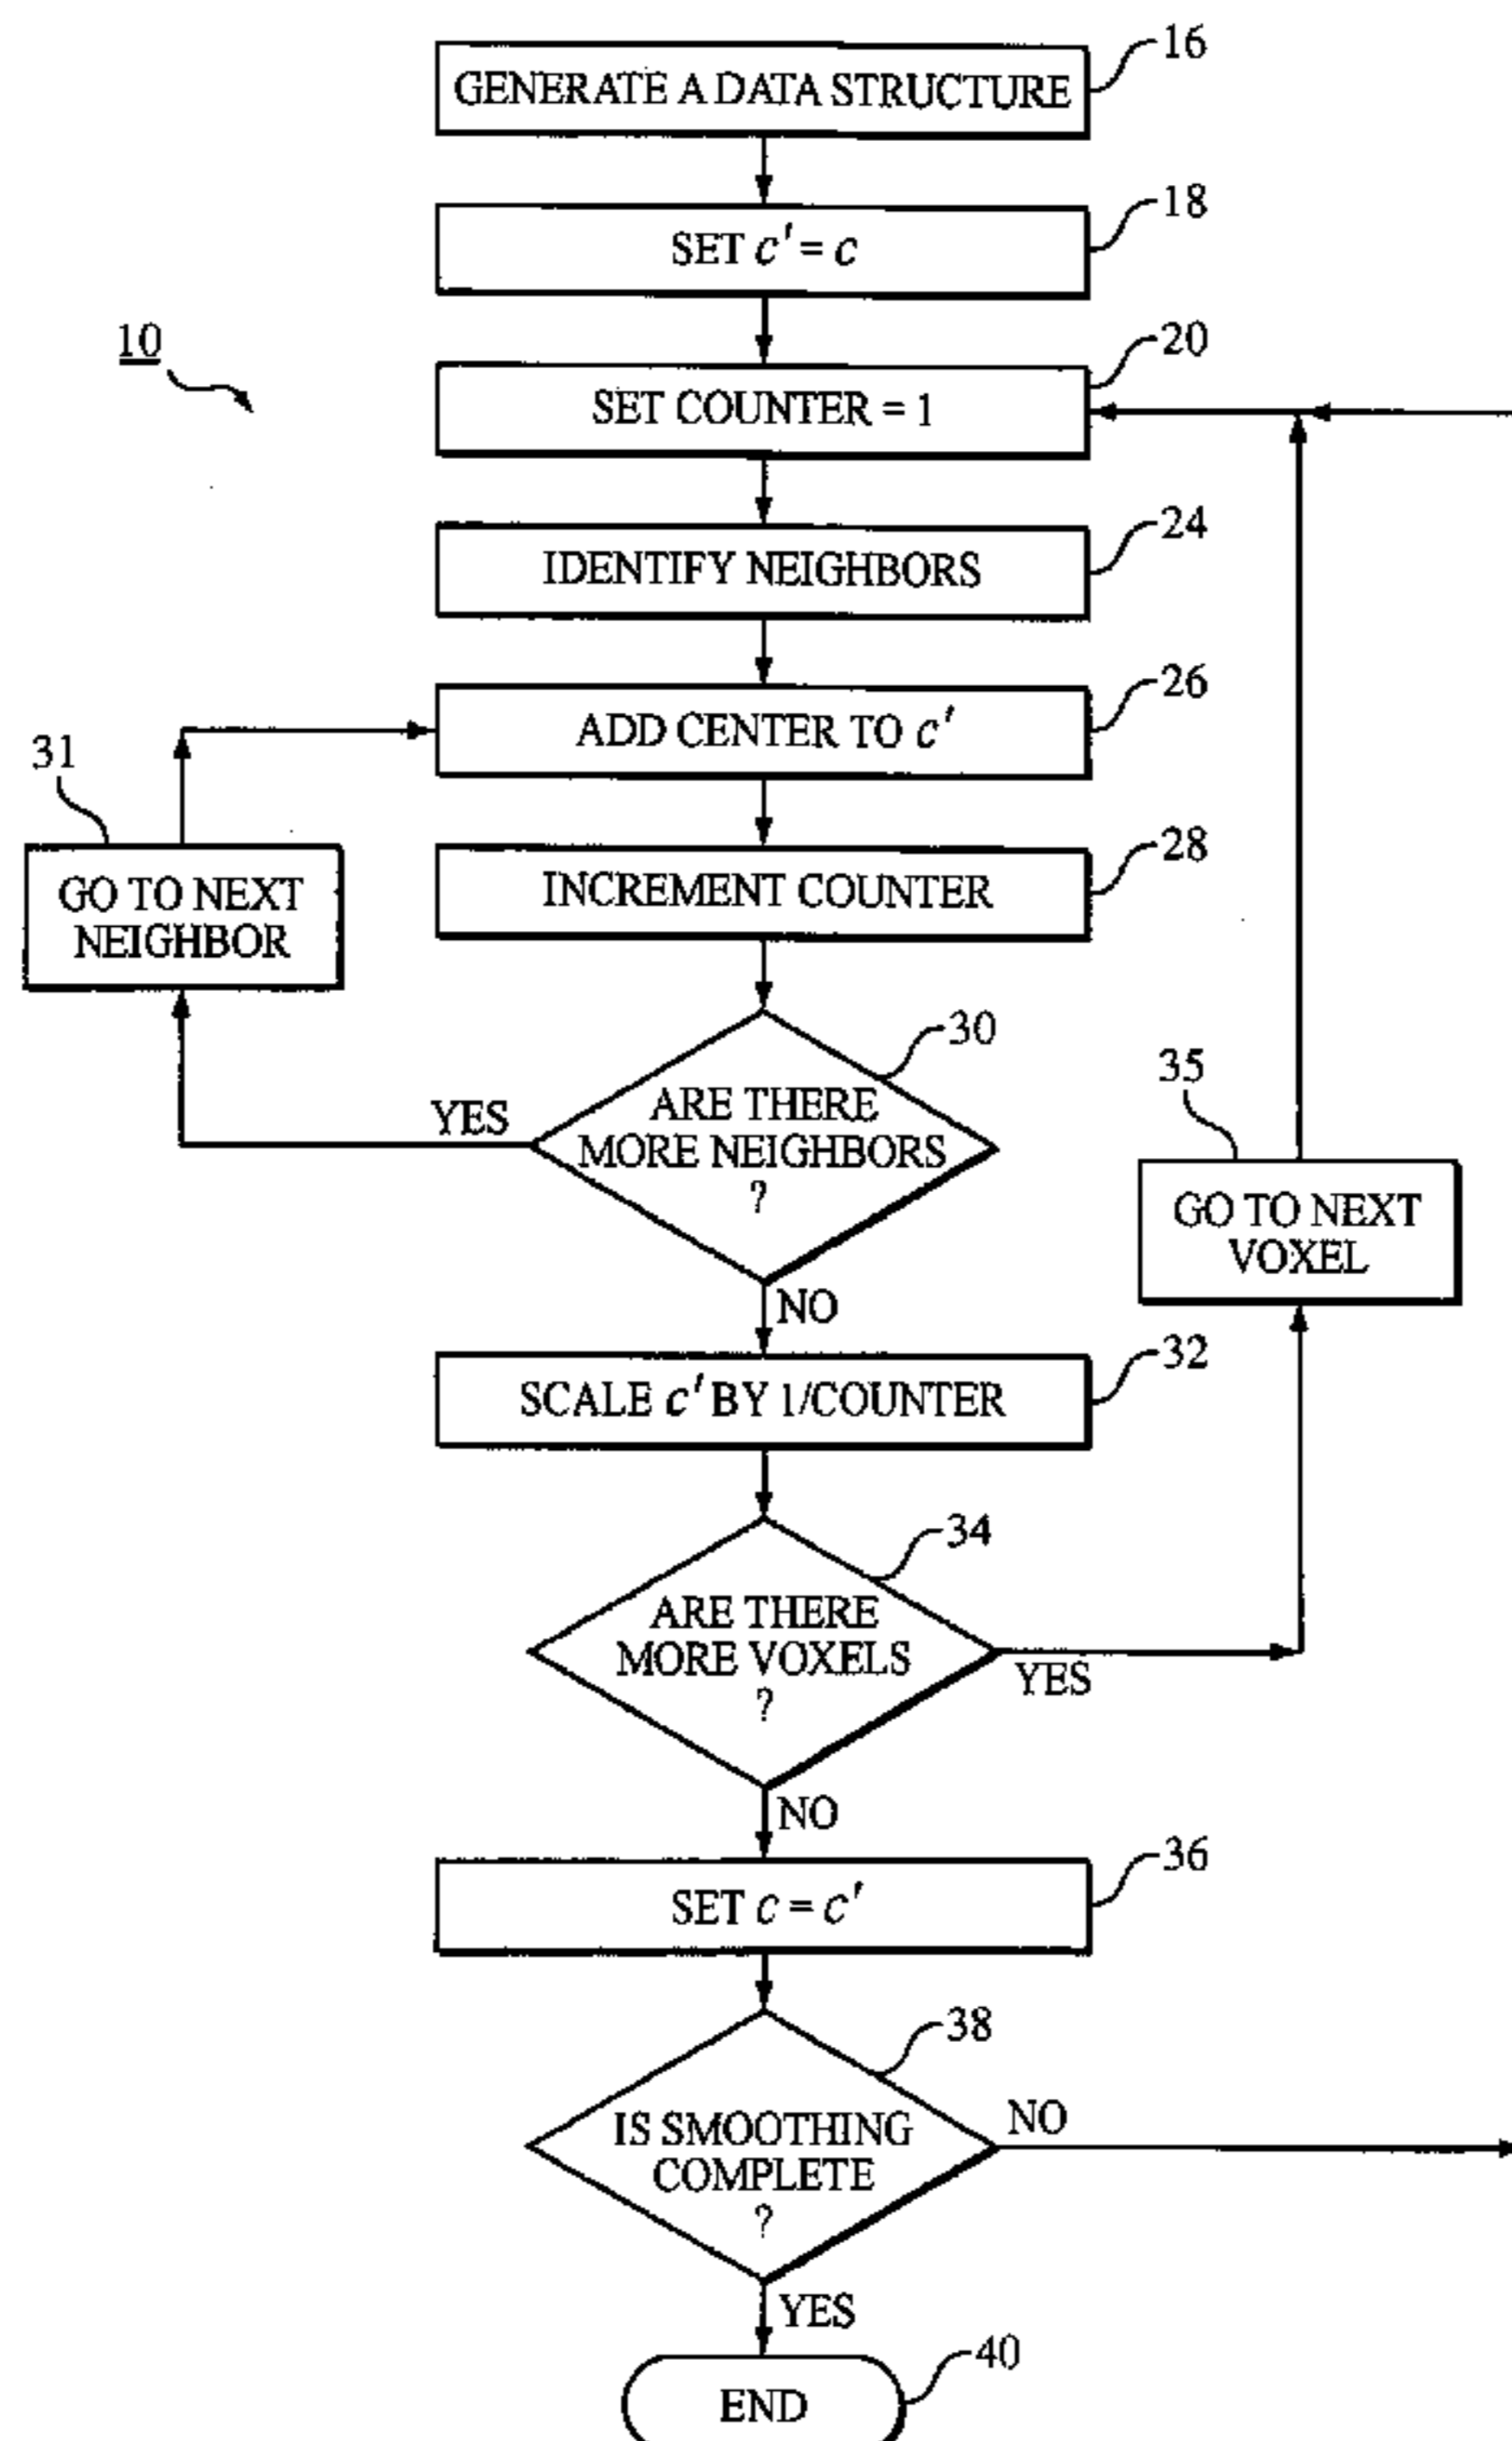 16
GENERATE A DATA STRUCTURE
18
SET c' = c
10
20
SET COUNTER = 1
24
IDENTIFY NEIGHBORS
26
ADD CENTER TO c'
31
28
GO TO NEXT
NEIGHBOR
INCREMENT COUNTER
30
YES
ARE THERE
MORE NEIGHBORS
?
35
GO TO NEXT
VOXEL
NO
32
SCALE c' BY 1/COUNTER
34
ARE THERE
MORE VOXELS
?
YES
NO
36
SET c = c'
38
IS SMOOTHING
COMPLETE
?
NO
YES
40
END